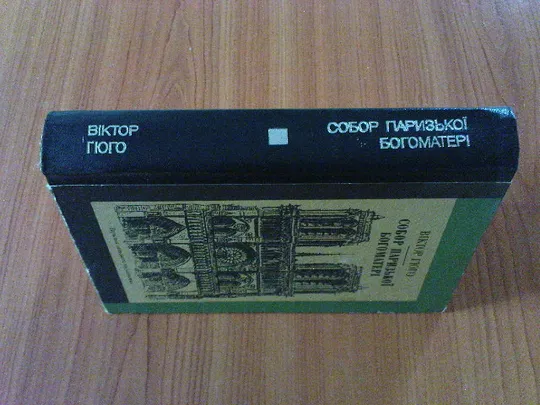 ВІКТОР
ГЮГО
СОБОР ПАРИЗЬКОЇ
БОГОМАТЕРІ
ВІКТОР ГЮГО
СОБОР ПАРИЗЬКОЇ
БОГОМАТЕРІ